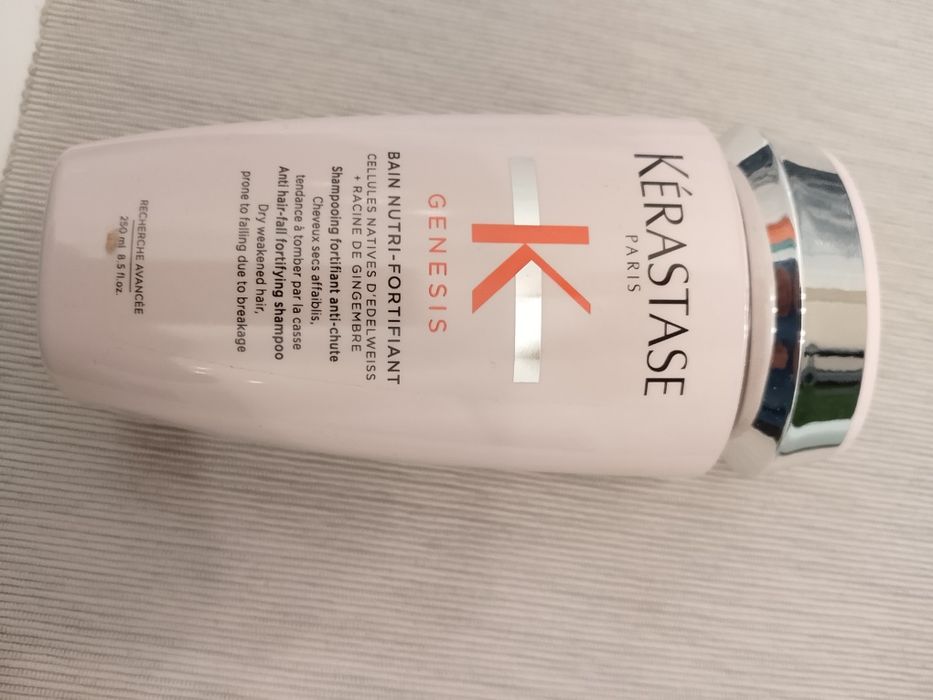 KÉRASTASE
PARIS
K
GENESIS
BAIN NUTRI-FORTIFIANT
CELLULES NATIVES D'EDELWEISS
+ RACINE DE GINGEMBRE
Shampooing fortifiant anti-chute
Cheveux secs affaiblis,
tendance à tomber par la casse
Anti hair-fall fortifying shampoo
Dry weakened hair,
prone to falling due to breakage
RECHERCHE AVANCÉE
250 ml 8.5 fl.oz.